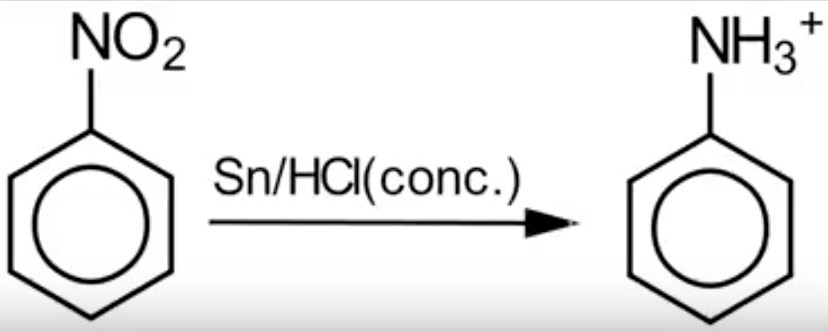 NO₂
Sn/HCl(conc.)
NH₃⁺